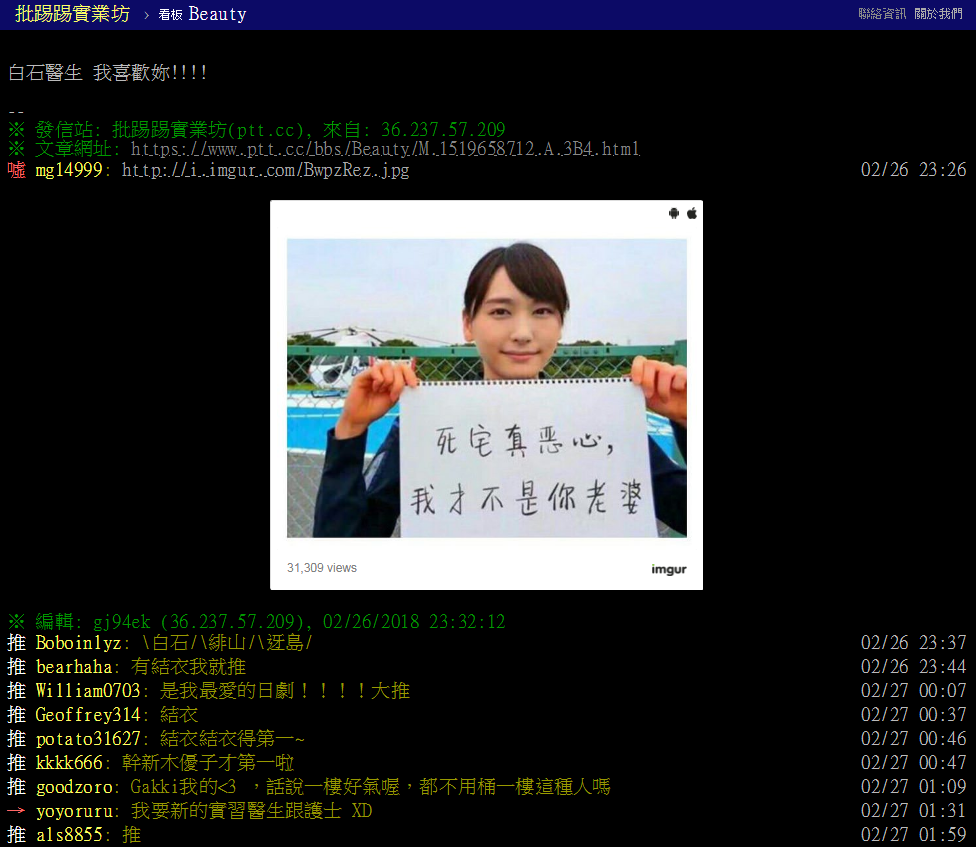 批踢踢實業坊 › 看板 Beauty 聯絡資訊 關於我們
白石醫生 我喜歡妳!!!!
--
※ 發信站: 批踢踢實業坊(ptt.cc), 來自: 36.237.57.209
※ 文章網址: https://www.ptt.cc/bbs/Beauty/M.1519658712.A.3B4.html
噓 mg14999: http://i.imgur.com/BwpzRez.jpg 02/26 23:26
死宅真恶心,
我才不是你老婆
31,309 views imgur
※ 編輯: gj94ek (36.237.57.209), 02/26/2018 23:32:12
推 Boboinlyz: \白石/\緋山/\逘島/ 02/26 23:37
推 bearhaha: 有結衣我就推 02/26 23:44
推 William0703: 是我最愛的日劇！！！！大推 02/27 00:07
推 Geoffrey314: 結衣 02/27 00:37
推 potato31627: 結衣結衣得第一~ 02/27 00:46
推 kkkk666: 幹新木優子才第一啦 02/27 00:47
推 goodzoro: Gakki我的<3 ，話說一樓好氣喔，都不用桶一樓這種人嗎 02/27 01:09
→ yoyoruru: 我要新的實習醫生跟護士 XD 02/27 01:31
推 als8855: 推 02/27 01:59